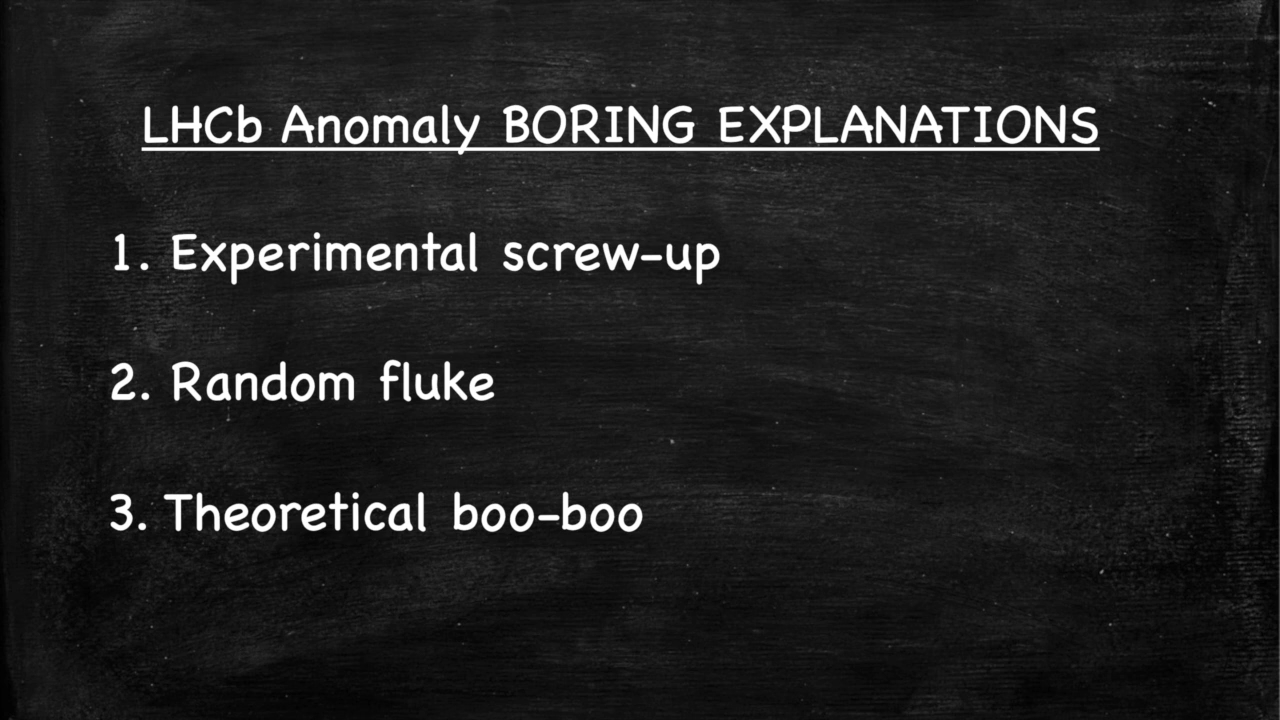 LHCb Anomaly BORING EXPLANATIONS
1. Experimental screw-up
2. Random fluke
3. Theoretical boo-boo